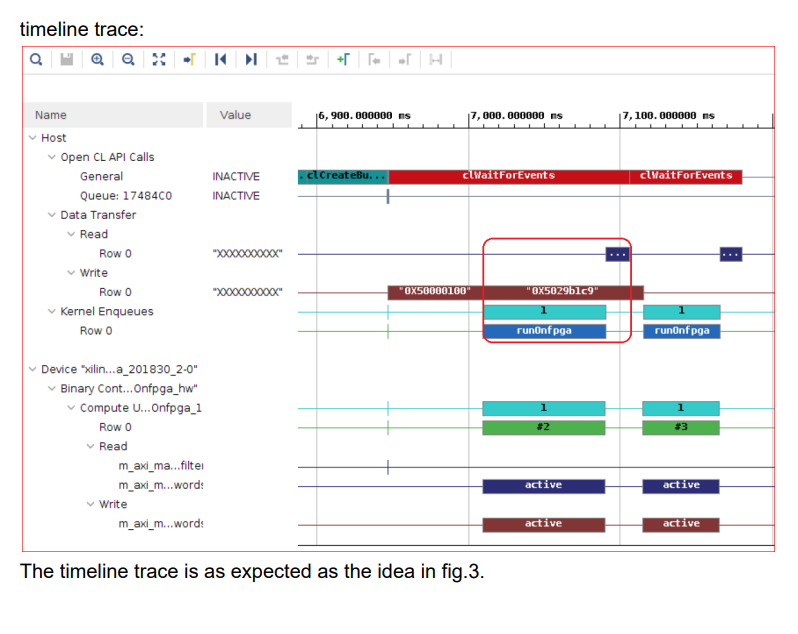 timeline trace:
Name Value 6,900.000000 ms 7,000.000000 ms 7,100.000000 ms
Host
Open CL API Calls
General INACTIVE .clCreateBu... clWaitForEvents clWaitForEvents
Queue: 17484C0 INACTIVE
Data Transfer
Read
Row 0 "XXXXXXXXXX" ... ...
Write
Row 0 "XXXXXXXXXX" "0X50000100" "0X5029b1c9"
Kernel Enqueues 1 1
Row 0 runOnfpga runOnfpga
Device "xilin...a_201830_2-0"
Binary Cont...Onfpga_hw"
Compute U...Onfpga_1 1 1
Row 0 #2 #3
Read
m_axi_ma...filter
m_axi_m...words active active
Write
m_axi_m...words active active
The timeline trace is as expected as the idea in fig.3.